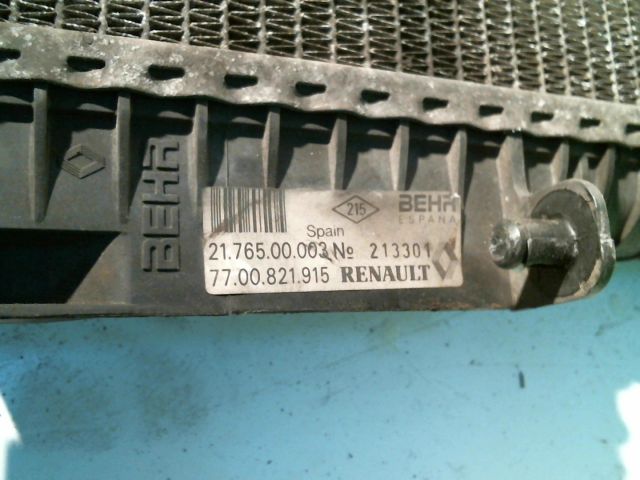 BEHR
215
BEHR
ESPAÑA
Spain
21.765.00.003 № 213301
77.00.821.915 RENAULT